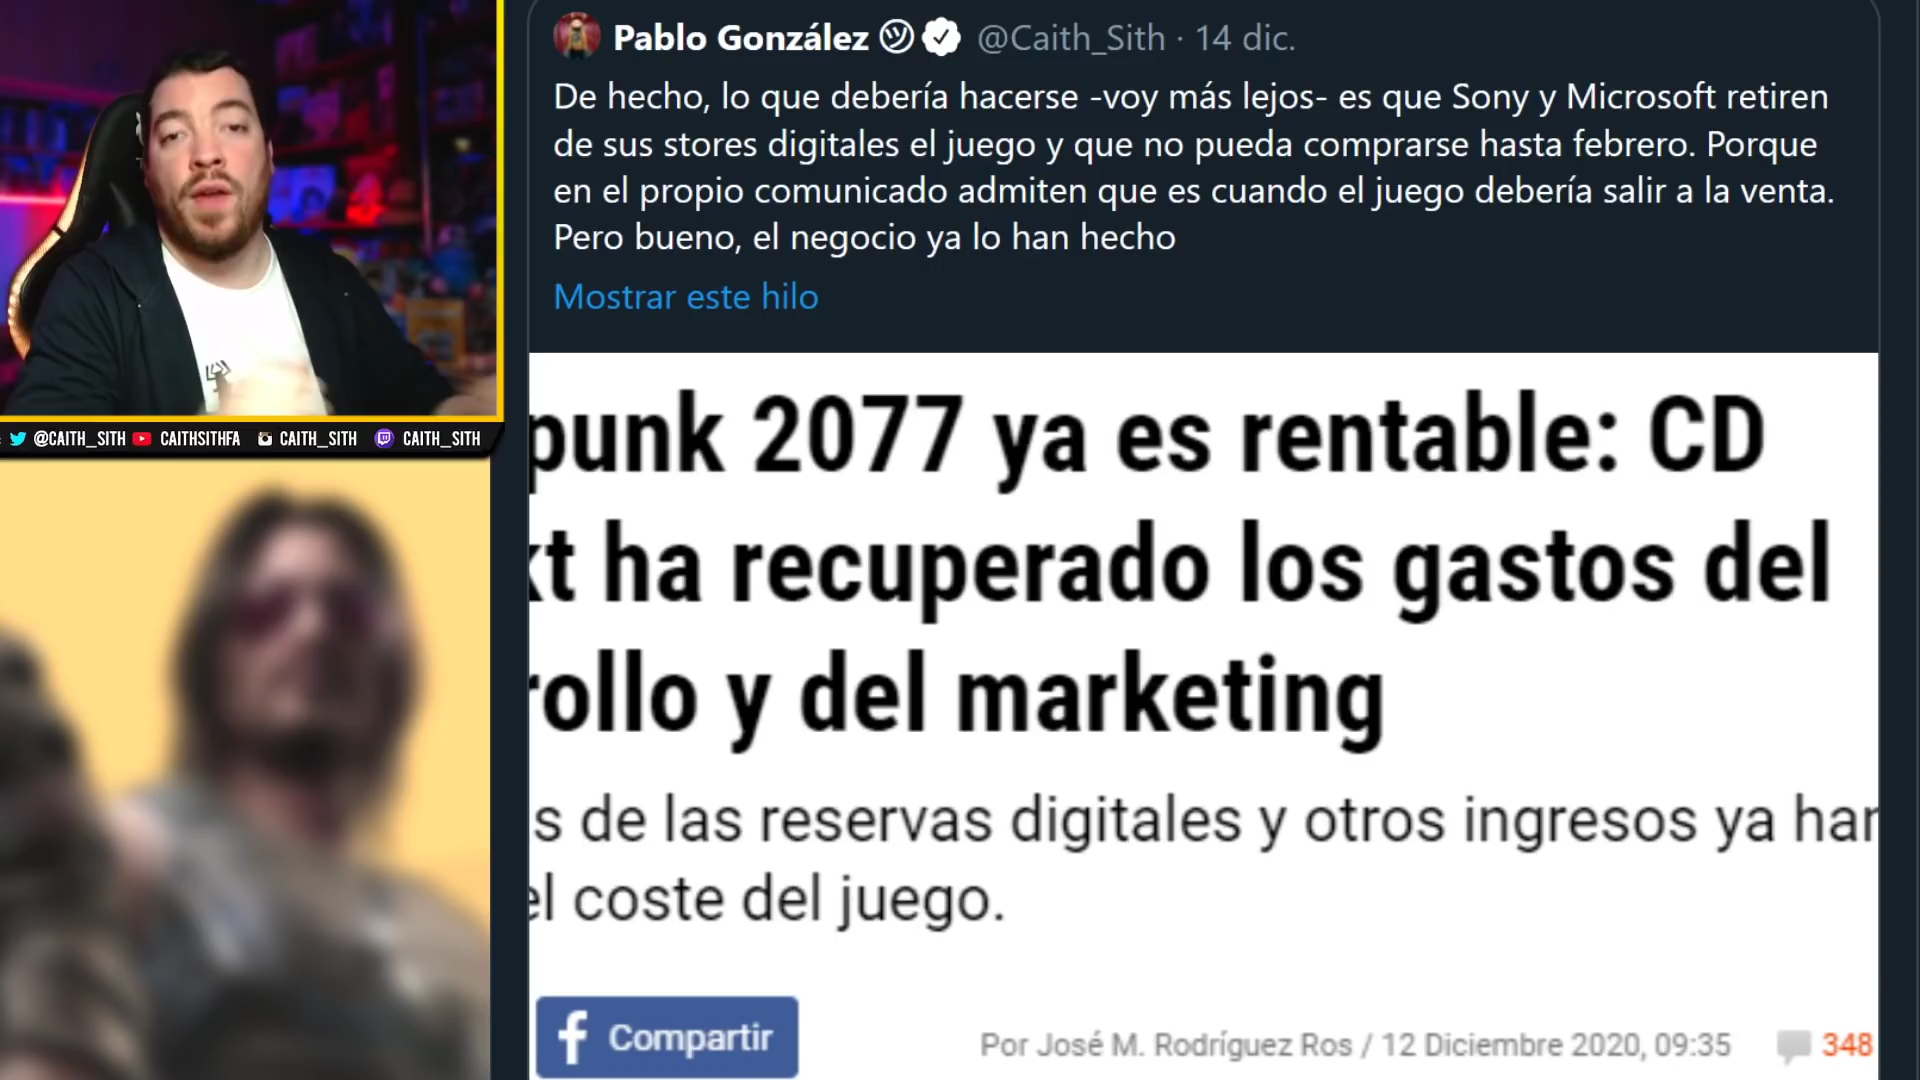 Pablo González @Caith_Sith · 14 dic.
De hecho, lo que debería hacerse -voy más lejos- es que Sony y Microsoft retiren
de sus stores digitales el juego y que no pueda comprarse hasta febrero. Porque
en el propio comunicado admiten que es cuando el juego debería salir a la venta.
Pero bueno, el negocio ya lo han hecho
Mostrar este hilo
punk 2077 ya es rentable: CD
kt ha recuperado los gastos del
rollo y del marketing
s de las reservas digitales y otros ingresos ya han
el coste del juego.
Compartir
Por José M. Rodríguez Ros / 12 Diciembre 2020, 09:35 348
@CAITH_SITH CAITHSITHFA CAITH_SITH CAITH_SITH